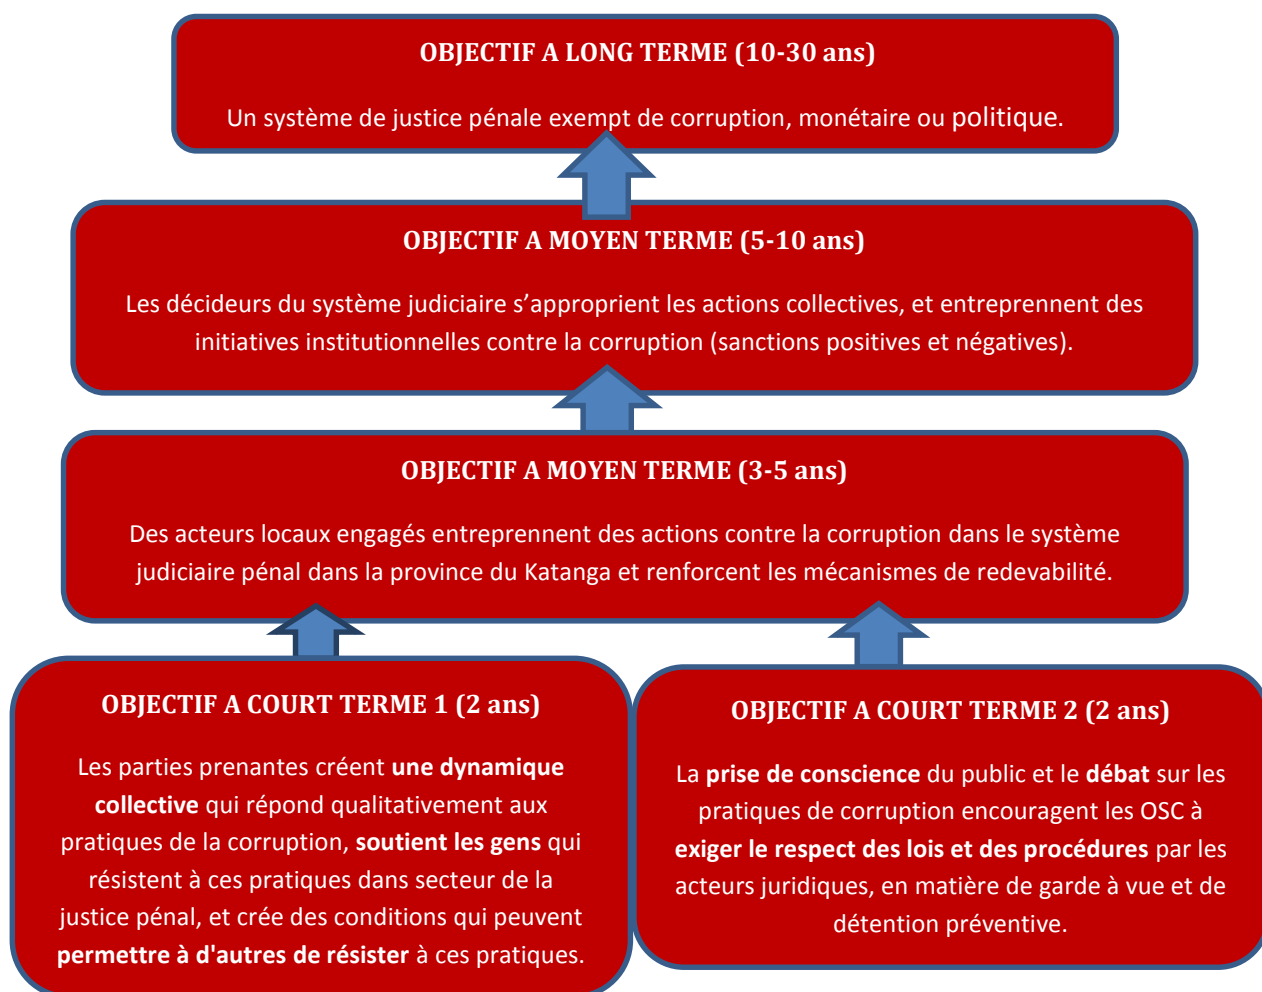 OBJECTIF A LONG TERME (10-30 ans)
Un système de justice pénale exempt de corruption, monétaire ou politique.
OBJECTIF A MOYEN TERME (5-10 ans)
Les décideurs du système judiciaire s’approprient les actions collectives, et entreprennent des
initiatives institutionnelles contre la corruption (sanctions positives et négatives).
OBJECTIF A MOYEN TERME (3-5 ans)
Des acteurs locaux engagés entreprennent des actions contre la corruption dans le système
judiciaire pénal dans la province du Katanga et renforcent les mécanismes de redevabilité.
OBJECTIF A COURT TERME 1 (2 ans)
Les parties prenantes créent une dynamique
collective qui répond qualitativement aux
pratiques de la corruption, soutient les gens qui
résistent à ces pratiques dans secteur de la
justice pénal, et crée des conditions qui peuvent
permettre à d'autres de résister à ces pratiques.
OBJECTIF A COURT TERME 2 (2 ans)
La prise de conscience du public et le débat sur les
pratiques de corruption encouragent les OSC à
exiger le respect des lois et des procédures par les
acteurs juridiques, en matière de garde à vue et de
détention préventive.